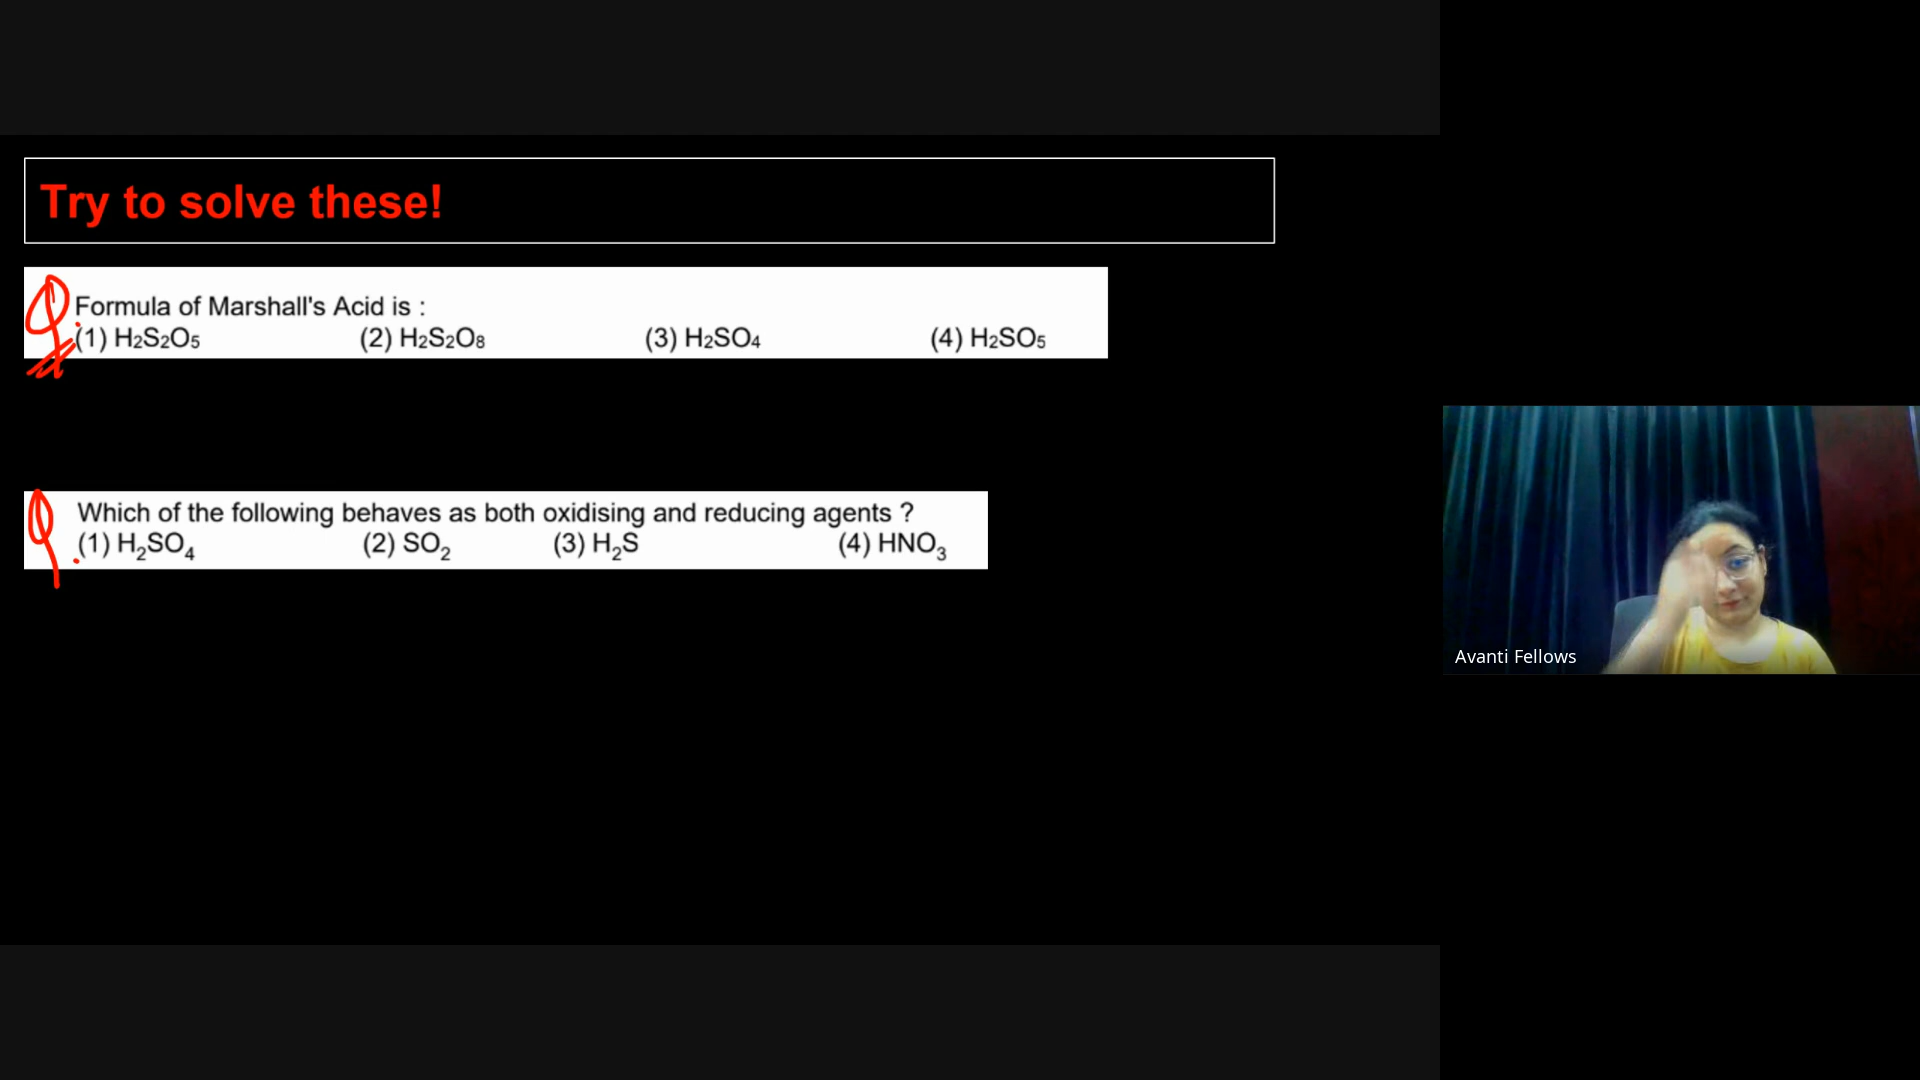 Try to solve these!
Q. Formula of Marshall's Acid is :
(1) H₂S₂O₅ (2) H₂S₂O₈ (3) H₂SO₄ (4) H₂SO₅
Q. Which of the following behaves as both oxidising and reducing agents ?
(1) H₂SO₄ (2) SO₂ (3) H₂S (4) HNO₃
Avanti Fellows